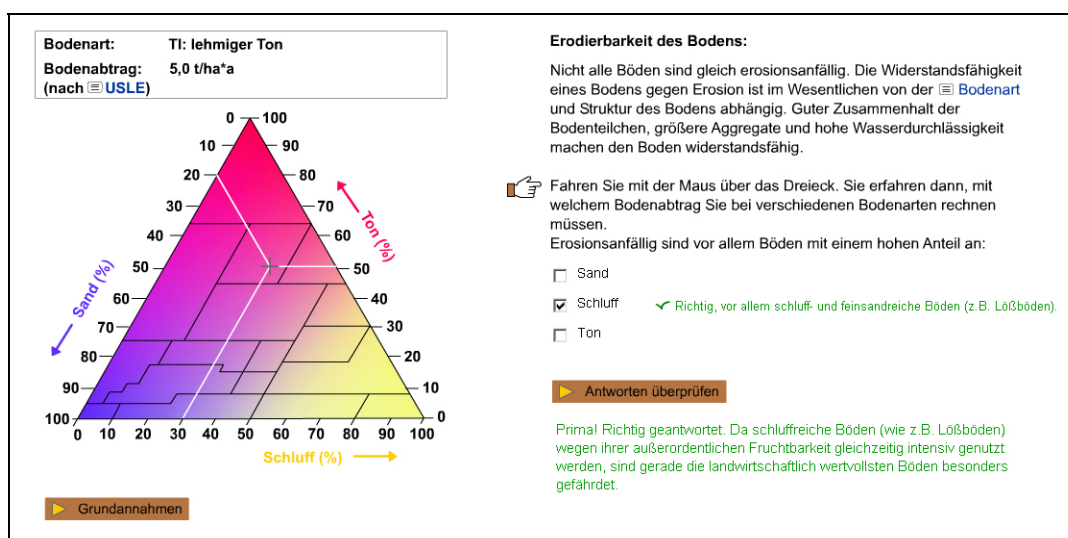 Bodenart: Tl: lehmiger Ton
Bodenabtrag: 5,0 t/ha*a
(nach USLE)
0 100
10 90
20 80
30 70
40 60
50 50
60 40
70 30
80 20
90 10
100 0
0 10 20 30 40 50 60 70 80 90 100
Sand (%)
Ton (%)
Schluff (%)
Grundannahmen
Erodierbarkeit des Bodens:
Nicht alle Böden sind gleich erosionsanfällig. Die Widerstandsfähigkeit
eines Bodens gegen Erosion ist im Wesentlichen von der Bodenart
und Struktur des Bodens abhängig. Guter Zusammenhalt der
Bodenteilchen, größere Aggregate und hohe Wasserdurchlässigkeit
machen den Boden widerstandsfähig.
Fahren Sie mit der Maus über das Dreieck. Sie erfahren dann, mit
welchem Bodenabtrag Sie bei verschiedenen Bodenarten rechnen
müssen.
Erosionsanfällig sind vor allem Böden mit einem hohen Anteil an:
Sand
Schluff Richtig, vor allem schluff- und feinsandreiche Böden (z.B. Lößböden).
Ton
Antworten überprüfen
Prima! Richtig geantwortet. Da schluffreiche Böden (wie z.B. Lößböden)
wegen ihrer außerordentlichen Fruchtbarkeit gleichzeitig intensiv genutzt
werden, sind gerade die landwirtschaftlich wertvollsten Böden besonders
gefährdet.